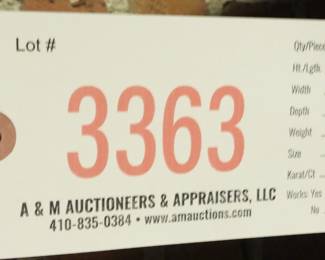 Lot #
3363
A & M AUCTIONEERS & APPRAISERS, LLC
410-835-0384 • www.amauctions.com
Qty/Piece
Ht./Lgth.
Width
Depth
Weight
Size
Karat/Ct
Works: Yes
No